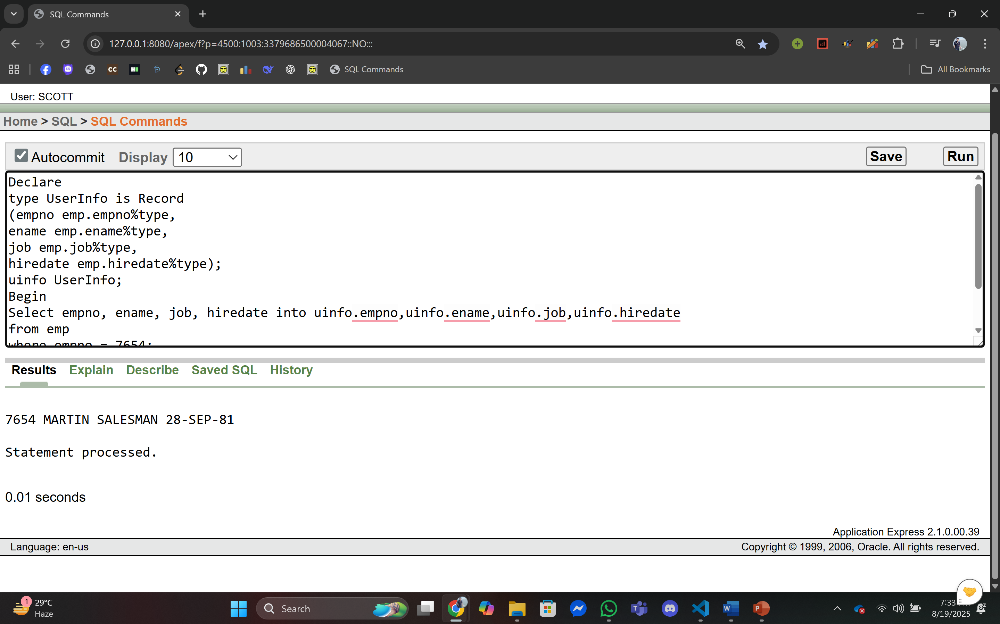 SQL Commands
127.0.0.1:8080/apex/f?p=4500:1003:3379686500004067::NO:::
CC
SQL Commands
All Bookmarks
User: SCOTT
Home > SQL > SQL Commands
Autocommit Display 10 Save Run
Declare
type UserInfo is Record
(empno emp.empno%type,
ename emp.ename%type,
job emp.job%type,
hiredate emp.hiredate%type);
uinfo UserInfo;
Begin
Select empno, ename, job, hiredate into uinfo.empno,uinfo.ename,uinfo.job,uinfo.hiredate
from emp
where empno = 7654;
Results Explain Describe Saved SQL History
7654 MARTIN SALESMAN 28-SEP-81
Statement processed.
0.01 seconds
Application Express 2.1.0.00.39
Language: en-us Copyright © 1999, 2006, Oracle. All rights reserved.
1 29°C
Haze
Search
7:33
8/19/2025